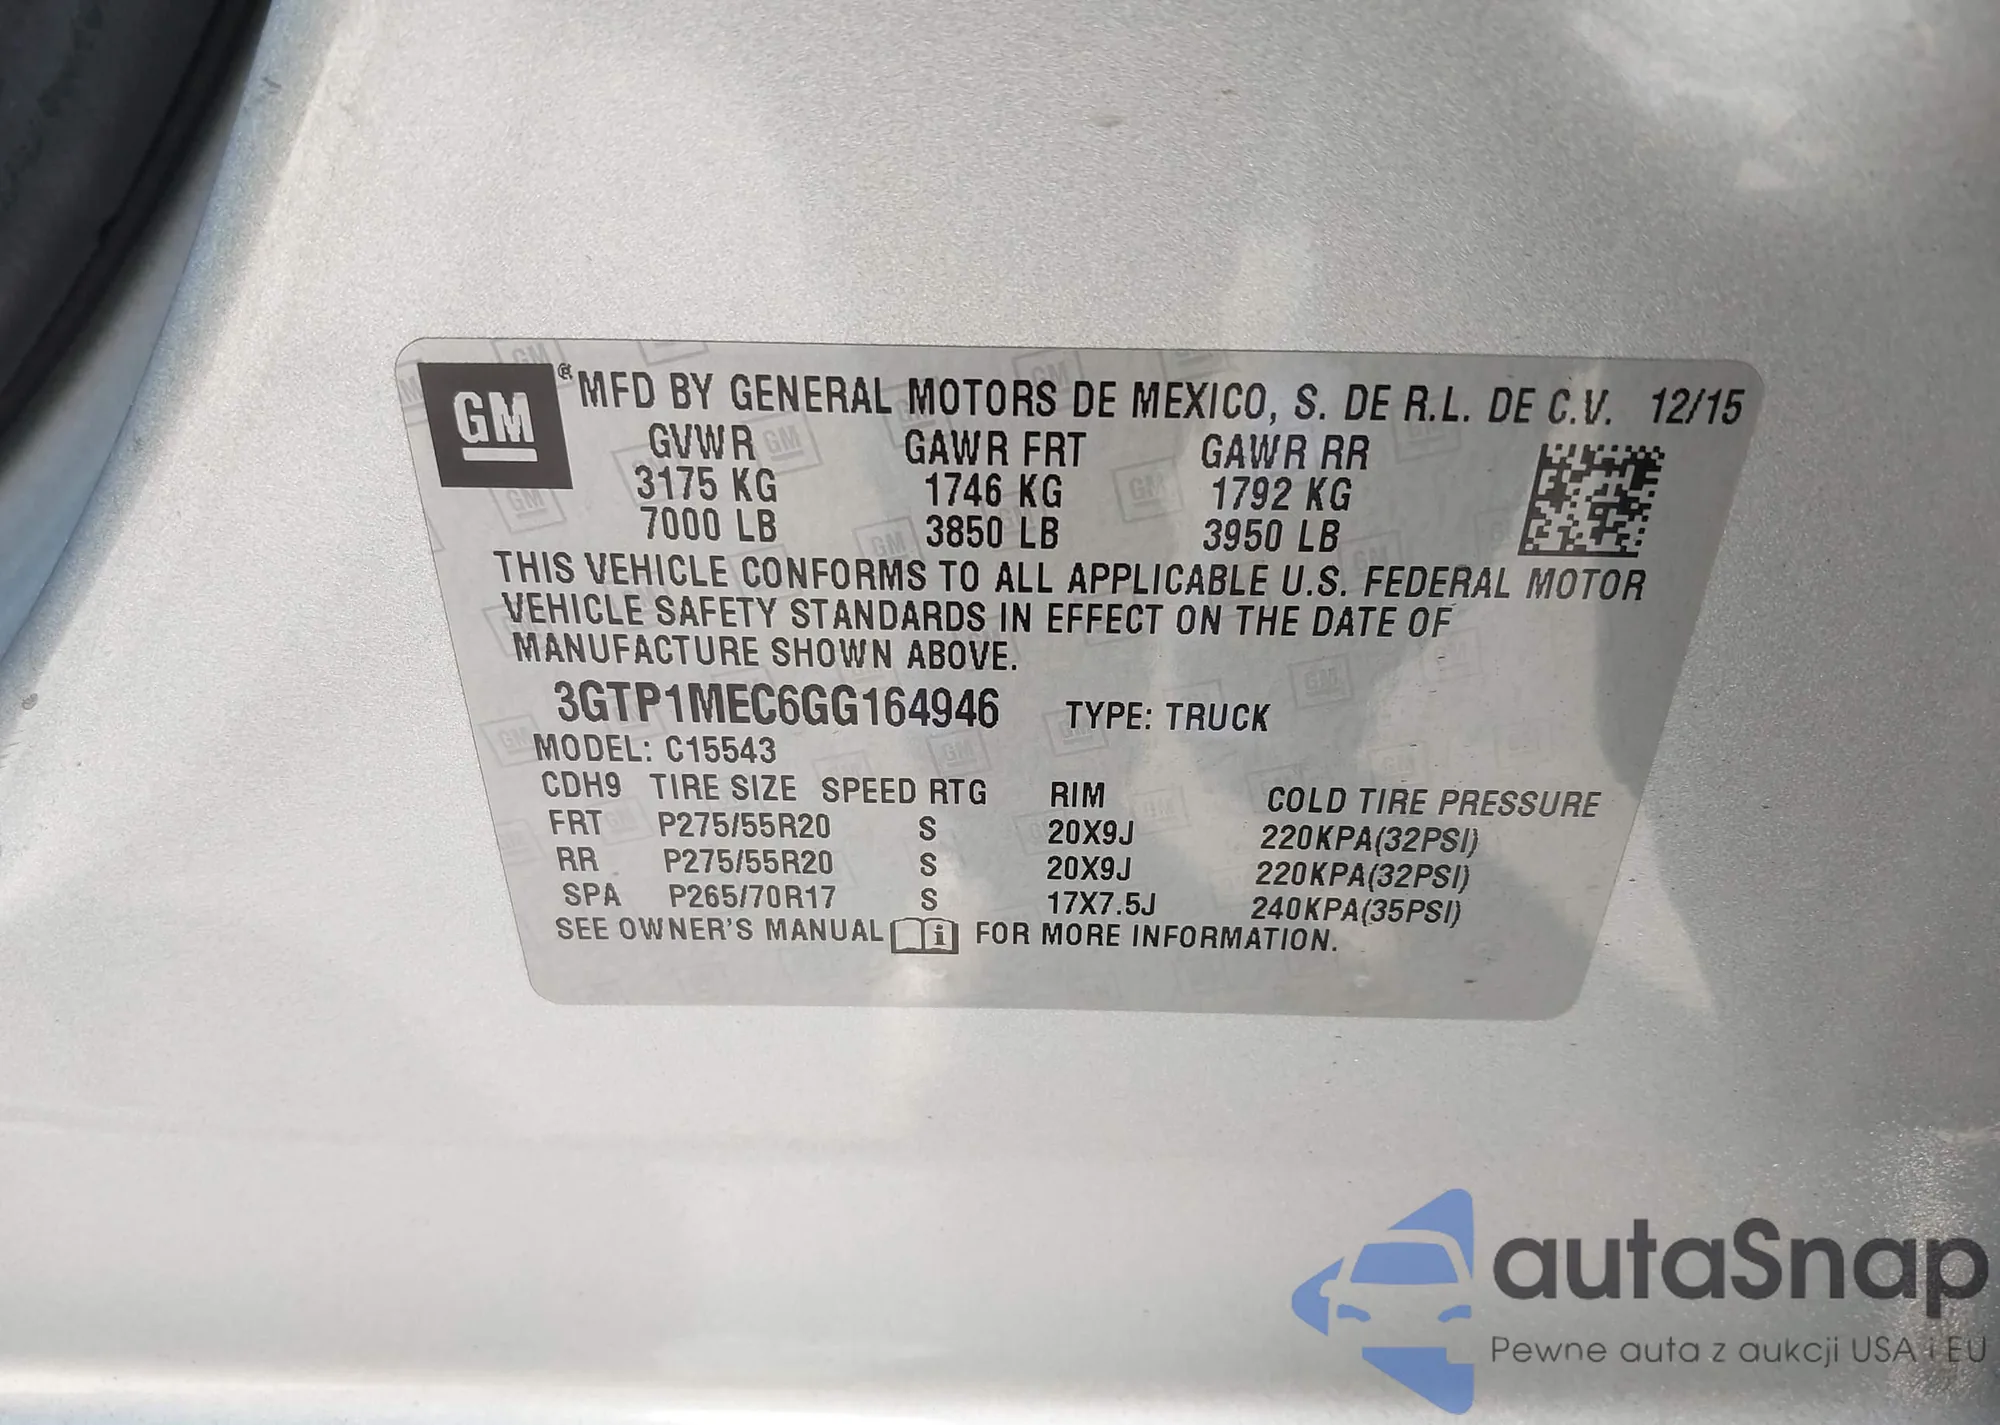 GM ® MFD BY GENERAL MOTORS DE MEXICO, S. DE R.L. DE C.V. 12/15
GVWR GAWR FRT GAWR RR
3175 KG 1746 KG 1792 KG
7000 LB 3850 LB 3950 LB
THIS VEHICLE CONFORMS TO ALL APPLICABLE U.S. FEDERAL MOTOR
VEHICLE SAFETY STANDARDS IN EFFECT ON THE DATE OF
MANUFACTURE SHOWN ABOVE.
3GTP1MEC6GG164946 TYPE: TRUCK
MODEL: C15543
CDH9 TIRE SIZE SPEED RTG RIM COLD TIRE PRESSURE
FRT P275/55R20 S 20X9J 220KPA(32PSI)
RR P275/55R20 S 20X9J 220KPA(32PSI)
SPA P265/70R17 S 17X7.5J 240KPA(35PSI)
SEE OWNER'S MANUAL i FOR MORE INFORMATION.
autaSnap
Pewne auta z aukcji USA i EU